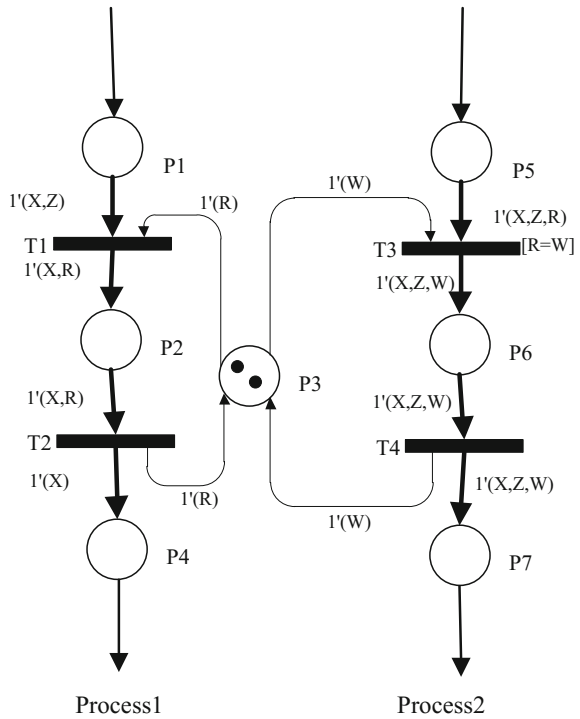 P1
1'(X,Z)
1'(R)
T1
1'(X,R)
P2
1'(X,R)
T2
1'(X)
1'(R)
P4
Process1
P3
1'(W)
1'(W)
P5
1'(X,Z,R)
T3
[R=W]
1'(X,Z,W)
P6
1'(X,Z,W)
T4
1'(X,Z,W)
P7
Process2